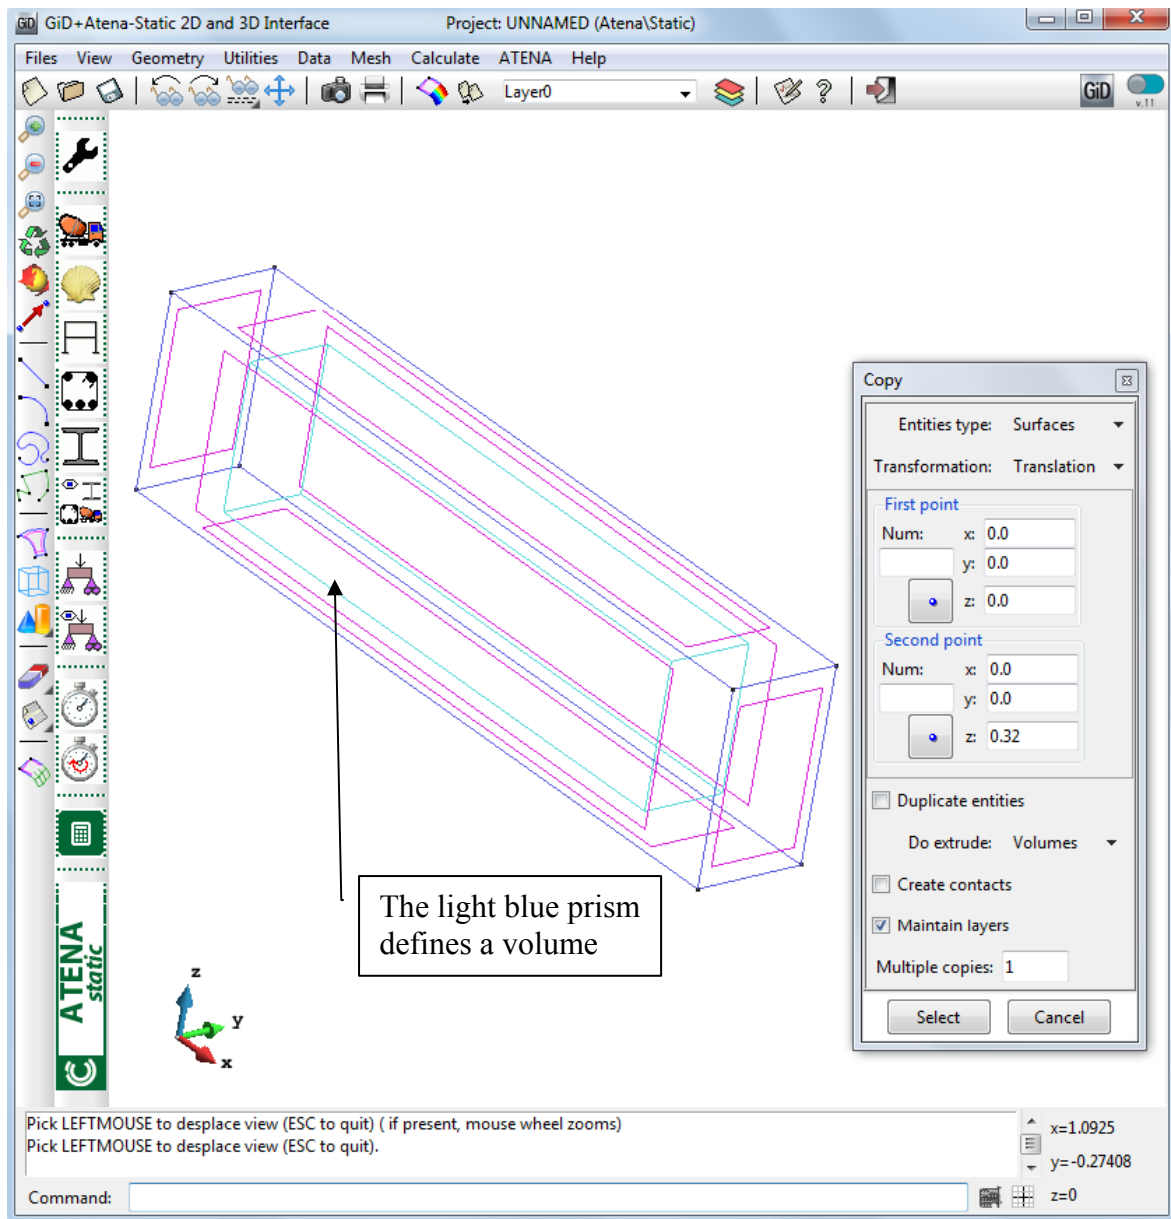 GiD GiD+Atena-Static 2D and 3D Interface Project: UNNAMED (Atena\Static)
Files View Geometry Utilities Data Mesh Calculate ATENA Help
Layer0
GiD
v.11
Copy
Entities type: Surfaces
Transformation: Translation
First point
Num: x: 0.0
y: 0.0
z: 0.0
Second point
Num: x: 0.0
y: 0.0
z: 0.32
Duplicate entities
Do extrude: Volumes
Create contacts
Maintain layers
Multiple copies: 1
Select Cancel
The light blue prism
defines a volume
z
y
x
ATENA
static
Pick LEFTMOUSE to desplace view (ESC to quit) ( if present, mouse wheel zooms)
Pick LEFTMOUSE to desplace view (ESC to quit).
x=1.0925
y=-0.27408
z=0
Command: